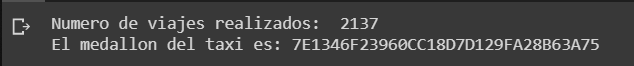 Numero de viajes realizados:  2137
El medallon del taxi es: 7E1346F23960CC18D7D129FA28B63A75